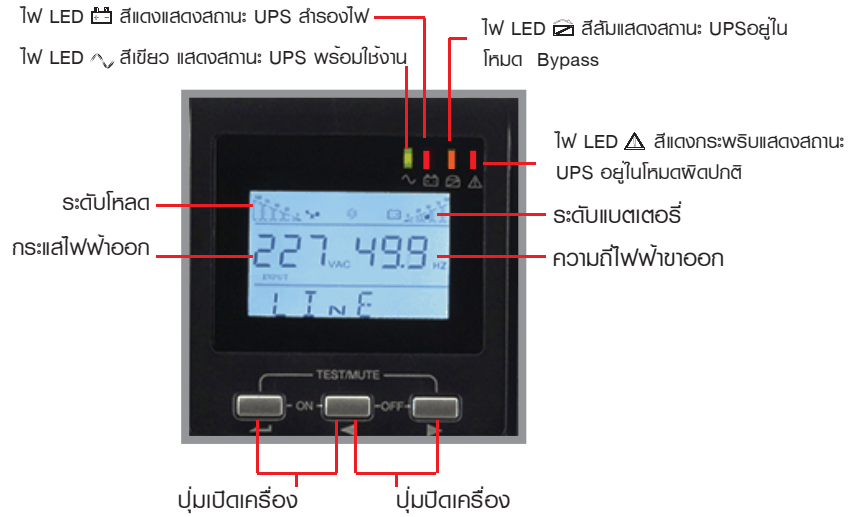 ไฟ LED สีแดงแสดงสถานะ UPS สำรองไฟ
ไฟ LED สีเขียว แสดงสถานะ UPS พร้อมใช้งาน
ไฟ LED สีส้มแสดงสถานะ UPSอยู่ใน
โหมด Bypass
ไฟ LED สีแดงกระพริบแสดงสถานะ
UPS อยู่ในโหมดผิดปกติ
ระดับโหลด
ระดับแบตเตอรี่
กระแสไฟฟ้าออก
ความถี่ไฟฟ้าขาออก
227 VAC 49.9 HZ
INPUT
LINE
TEST/MUTE
ON OFF
ปุ่มเปิดเครื่อง
ปุ่มปิดเครื่อง